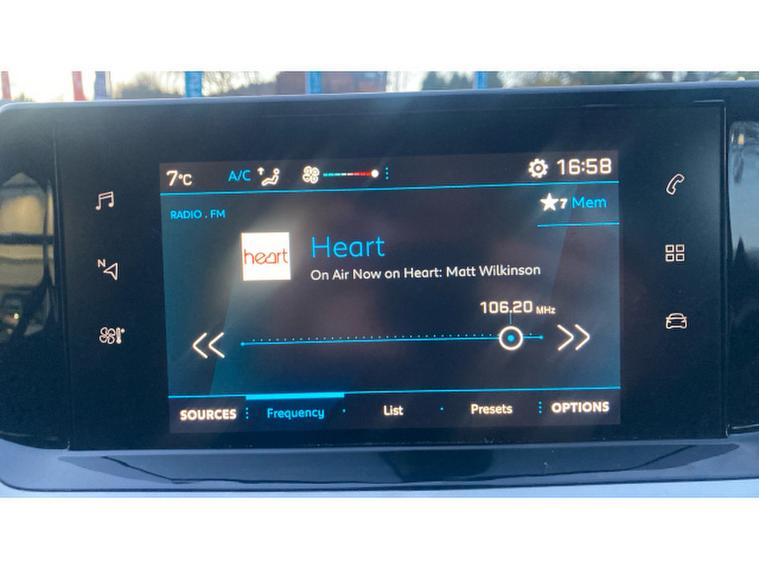 7°C A/C 16:58
RADIO . FM
7 Mem
heart
Heart
On Air Now on Heart: Matt Wilkinson
106.20 MHz
N
SOURCES Frequency List Presets OPTIONS